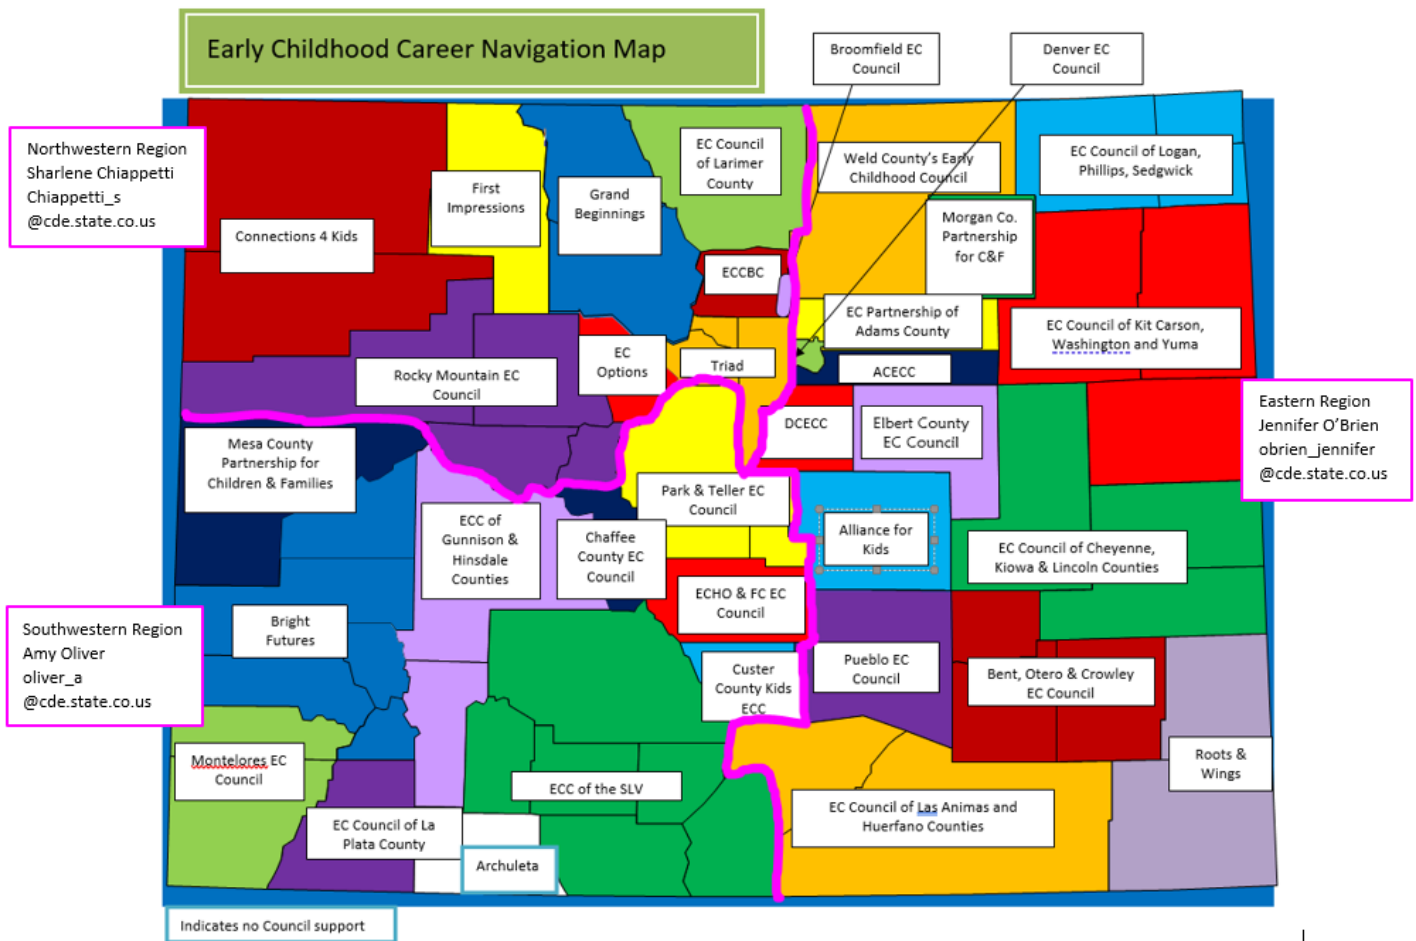 Early Childhood Career Navigation Map
Broomfield EC
Council
Denver EC
Council
Northwestern Region
Sharlene Chiappetti
Chiappetti_s
@cde.state.co.us
EC Council
of Larimer
County
Weld County's Early
Childhood Council
EC Council of Logan,
Phillips, Sedgwick
First
Impressions
Grand
Beginnings
Connections 4 Kids
Morgan Co.
Partnership
for C&F
ECCBC
EC Partnership of
Adams County
EC Council of Kit Carson,
Washington and Yuma
EC
Options
Triad
ACECC
Rocky Mountain EC
Council
Eastern Region
Jennifer O'Brien
obrien_jennifer
@cde.state.co.us
DCECC
Elbert County
EC Council
Mesa County
Partnership for
Children & Families
Park & Teller EC
Council
ECC of
Gunnison &
Hinsdale
Counties
Chaffee
County EC
Council
Alliance for
Kids
EC Council of Cheyenne,
Kiowa & Lincoln Counties
ECHO & FC EC
Council
Southwestern Region
Amy Oliver
oliver_a
@cde.state.co.us
Bright
Futures
Custer
County Kids
ECC
Pueblo EC
Council
Bent, Otero & Crowley
EC Council
Montelores EC
Council
Roots &
Wings
ECC of the SLV
EC Council of Las Animas and
Huerfano Counties
EC Council of La
Plata County
Archuleta
Indicates no Council support